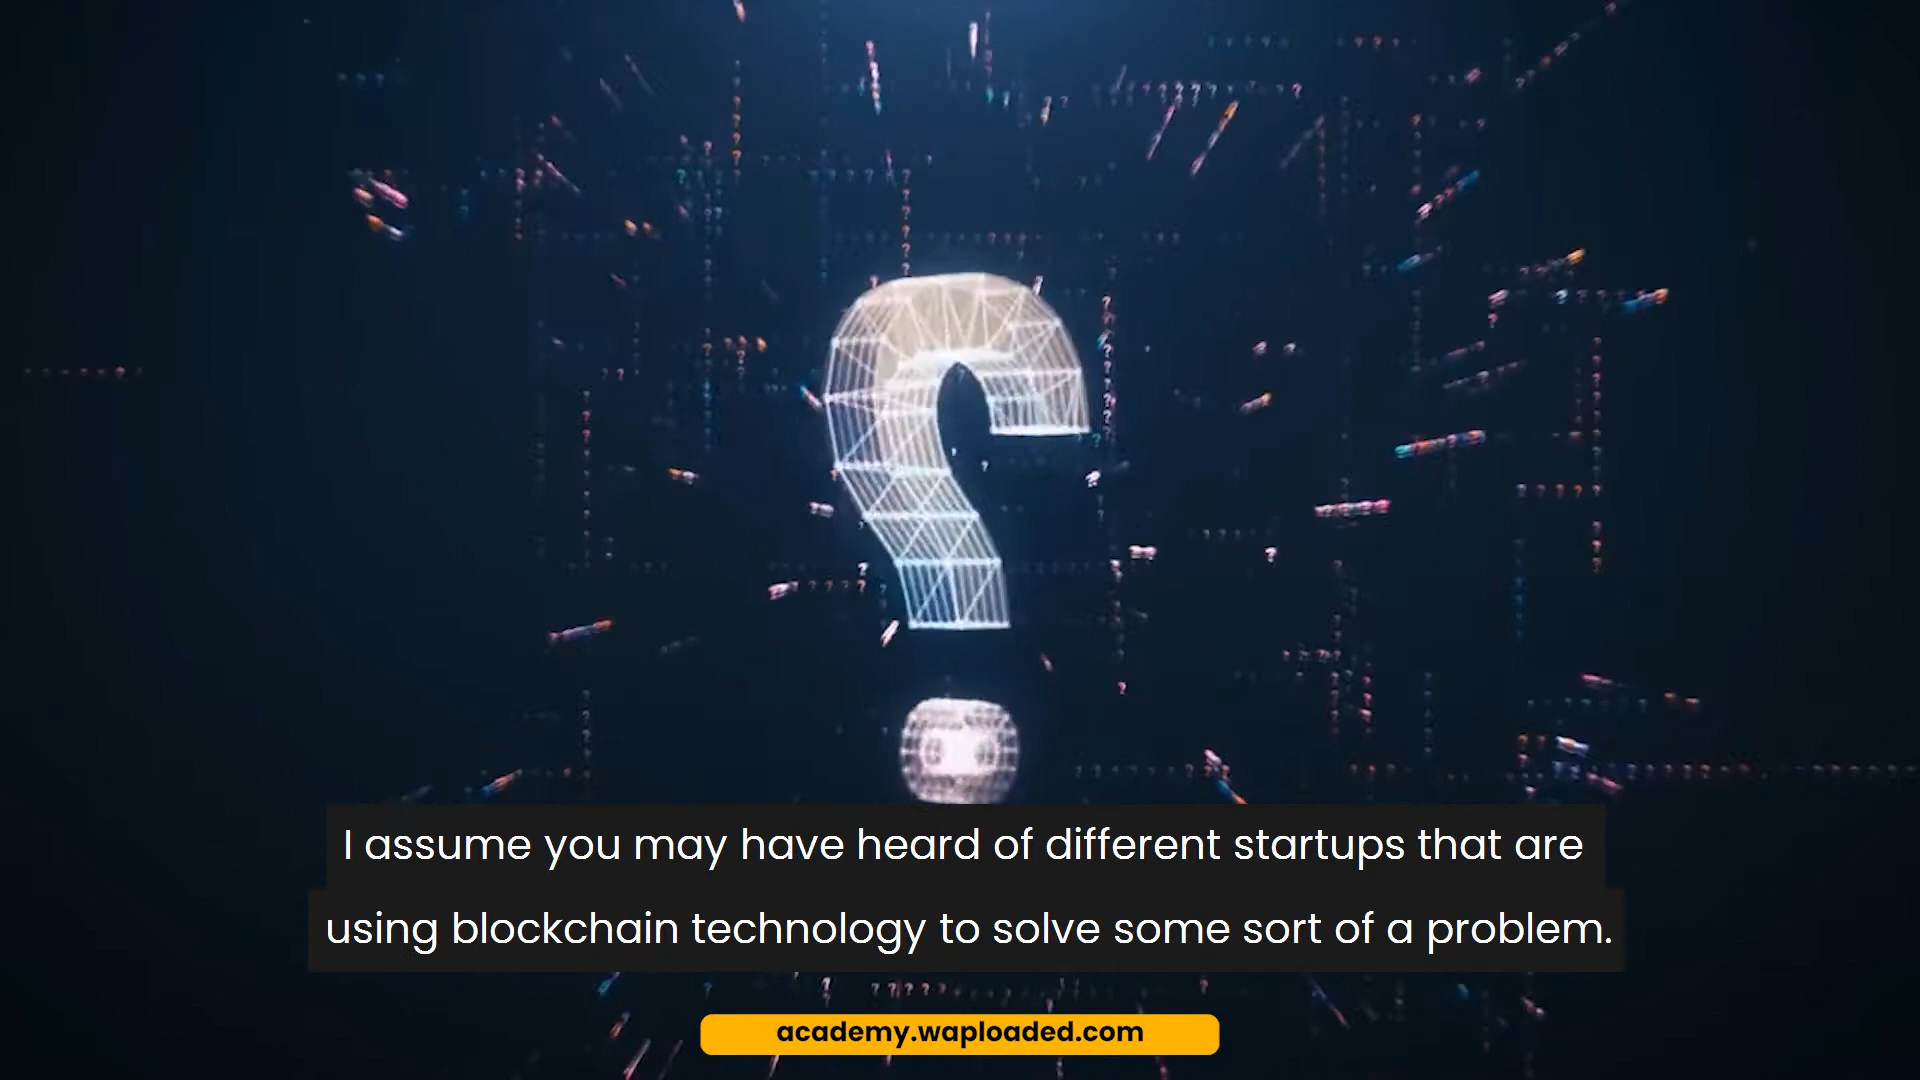 I assume you may have heard of different startups that are
using blockchain technology to solve some sort of a problem.
academy.waploaded.com